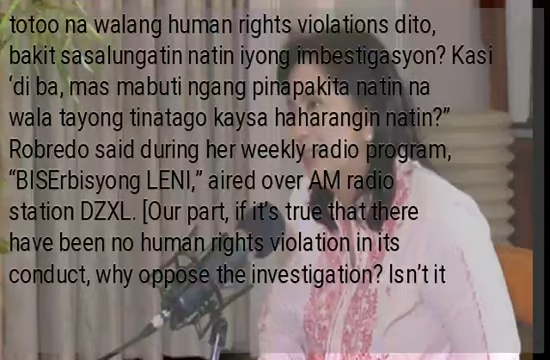 totoo na walang human rights violations dito,
bakit sasalungatin natin iyong imbestigasyon? Kasi
‘di ba, mas mabuti ngang pinapakita natin na
wala tayong tinatago kaysa haharangin natin?”
Robredo said during her weekly radio program,
“BISErbisyong LENI,” aired over AM radio
station DZXL. [Our part, if it’s true that there
have been no human rights violation in its
conduct, why oppose the investigation? Isn’t it